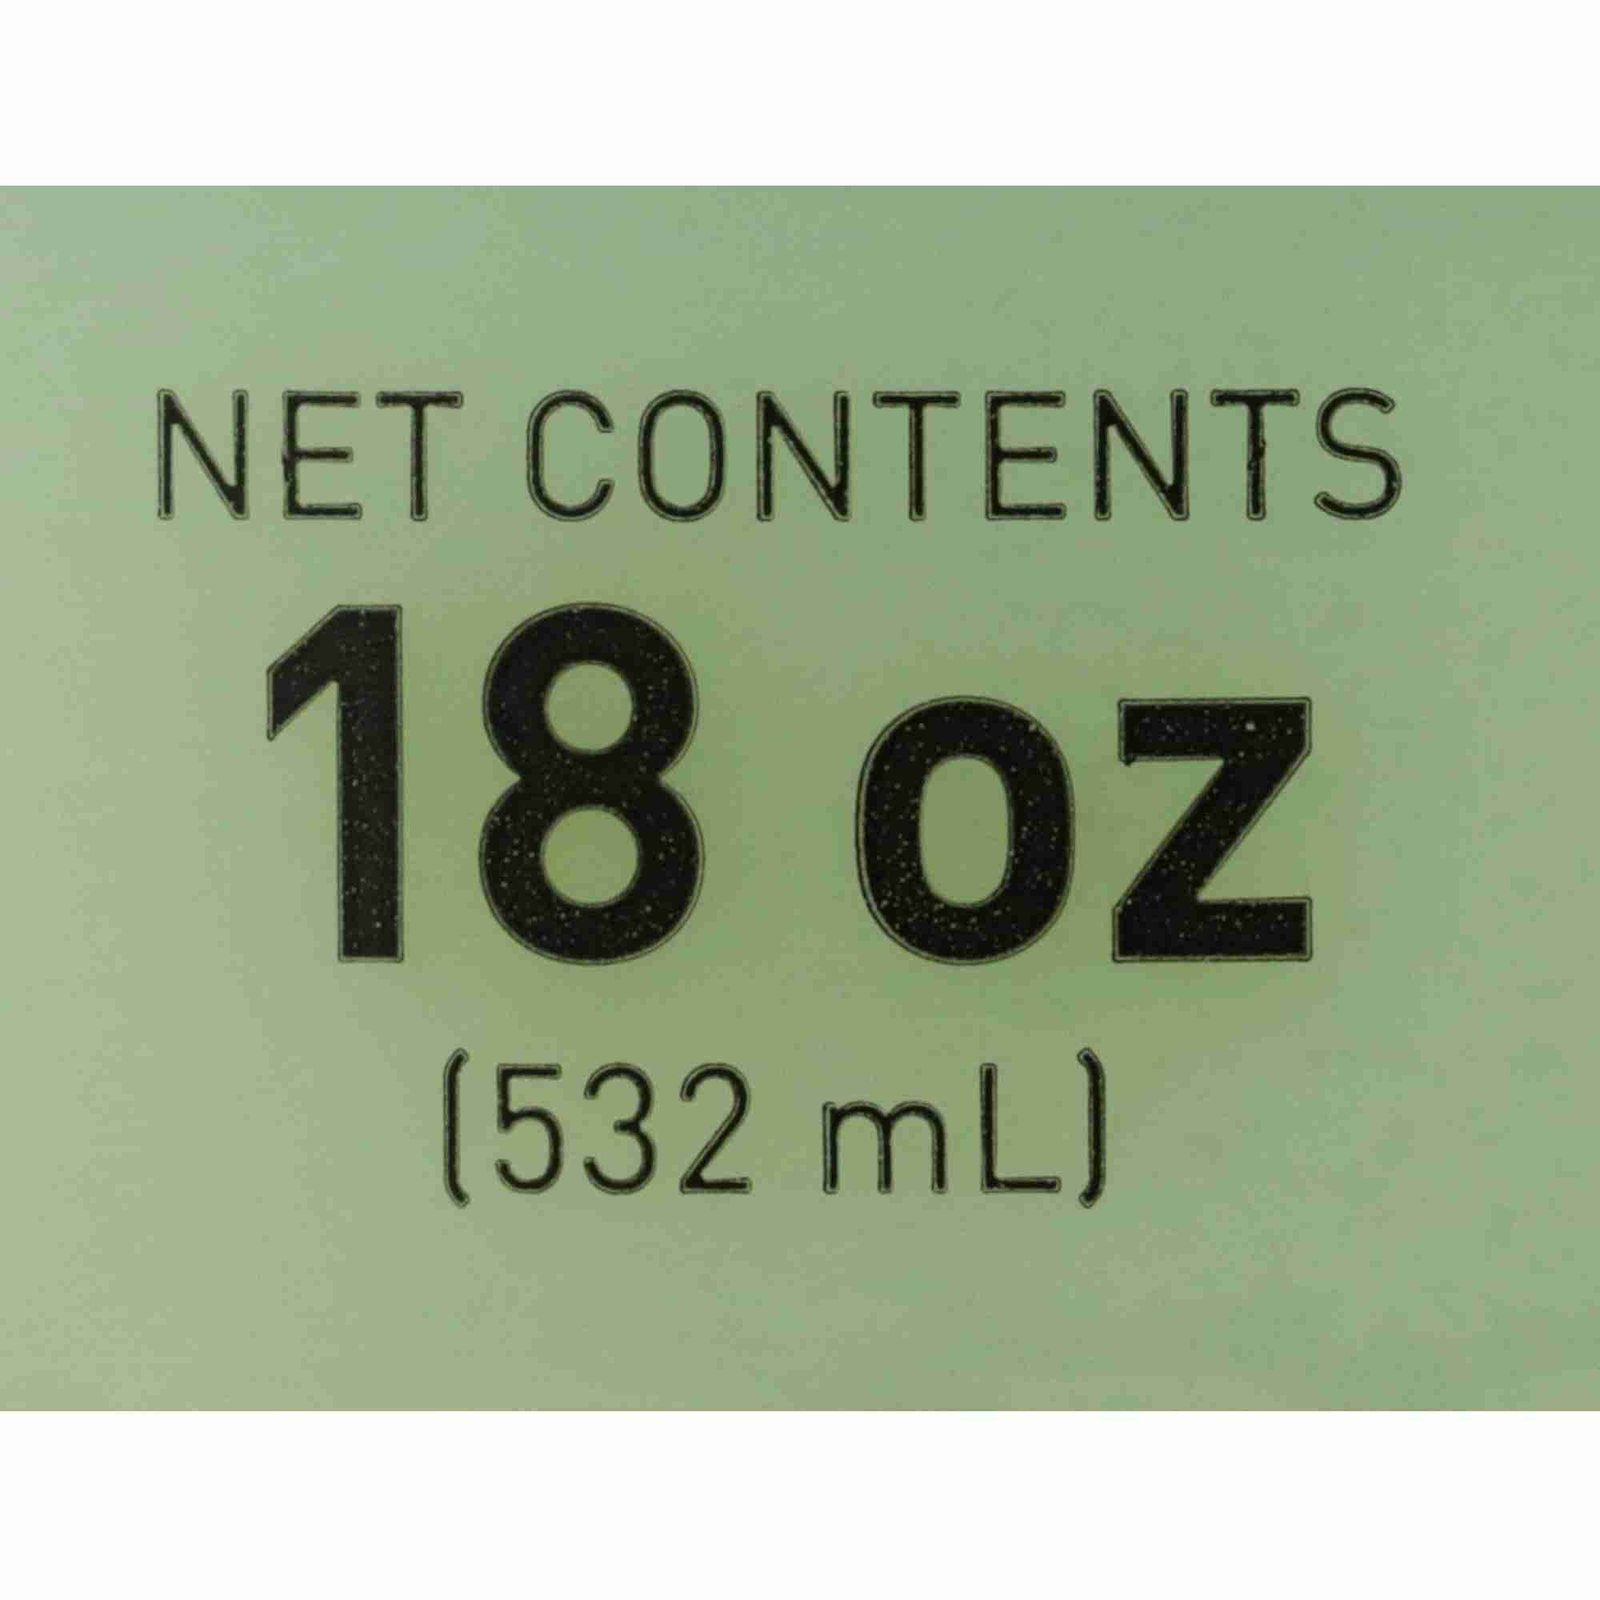 NET CONTENTS
18 oz
(532 mL)